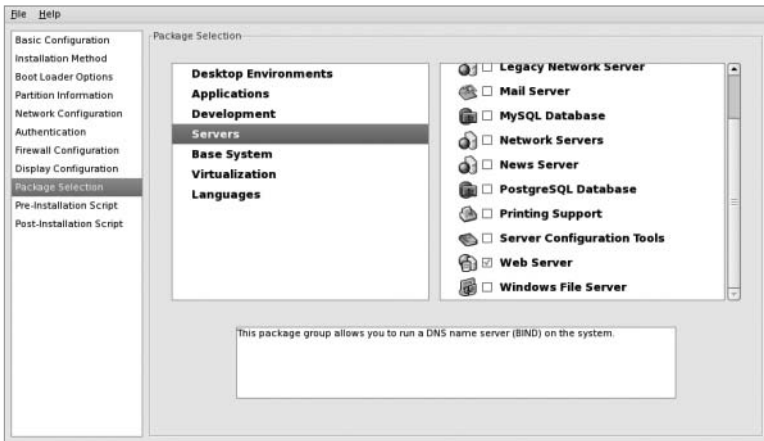 File Help
Basic Configuration
Installation Method
Boot Loader Options
Partition Information
Network Configuration
Authentication
Firewall Configuration
Display Configuration
Package Selection
Pre-Installation Script
Post-Installation Script
Package Selection
Desktop Environments
Applications
Development
Servers
Base System
Virtualization
Languages
Legacy Network Server
Mail Server
MySQL Database
Network Servers
News Server
PostgreSQL Database
Printing Support
Server Configuration Tools
Web Server
Windows File Server
This package group allows you to run a DNS name server (BIND) on the system.